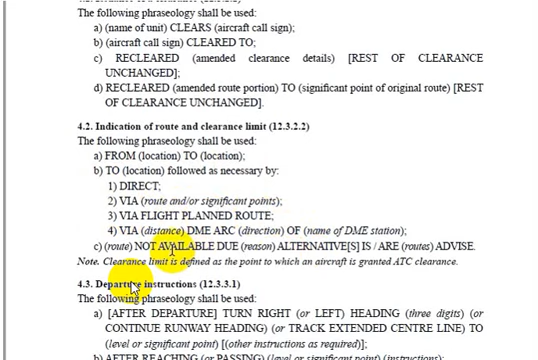 The following phraseology shall be used:
a) (name of unit) CLEARS (aircraft call sign);
b) (aircraft call sign) CLEARED TO;
c) RECLEARED (amended clearance details) [REST OF CLEARANCE
UNCHANGED];
d) RECLEARED (amended route portion) TO (significant point of original route) [REST
OF CLEARANCE UNCHANGED].
4.2. Indication of route and clearance limit (12.3.2.2)
The following phraseology shall be used:
a) FROM (location) TO (location);
b) TO (location) followed as necessary by:
1) DIRECT;
2) VIA (route and/or significant points);
3) VIA FLIGHT PLANNED ROUTE;
4) VIA (distance) DME ARC (direction) OF (name of DME station);
c) (route) NOT AVAILABLE DUE (reason) ALTERNATIVE[S] IS / ARE (routes) ADVISE.
Note. Clearance limit is defined as the point to which an aircraft is granted ATC clearance.
4.3. Departure instructions (12.3.3.1)
The following phraseology shall be used:
a) [AFTER DEPARTURE] TURN RIGHT (or LEFT) HEADING (three digits) (or
CONTINUE RUNWAY HEADING) (or TRACK EXTENDED CENTRE LINE) TO
(level or significant point) [(other instructions as required)];
b) AFTER REACHING (or PASSING) (level or significant point) (instructions);